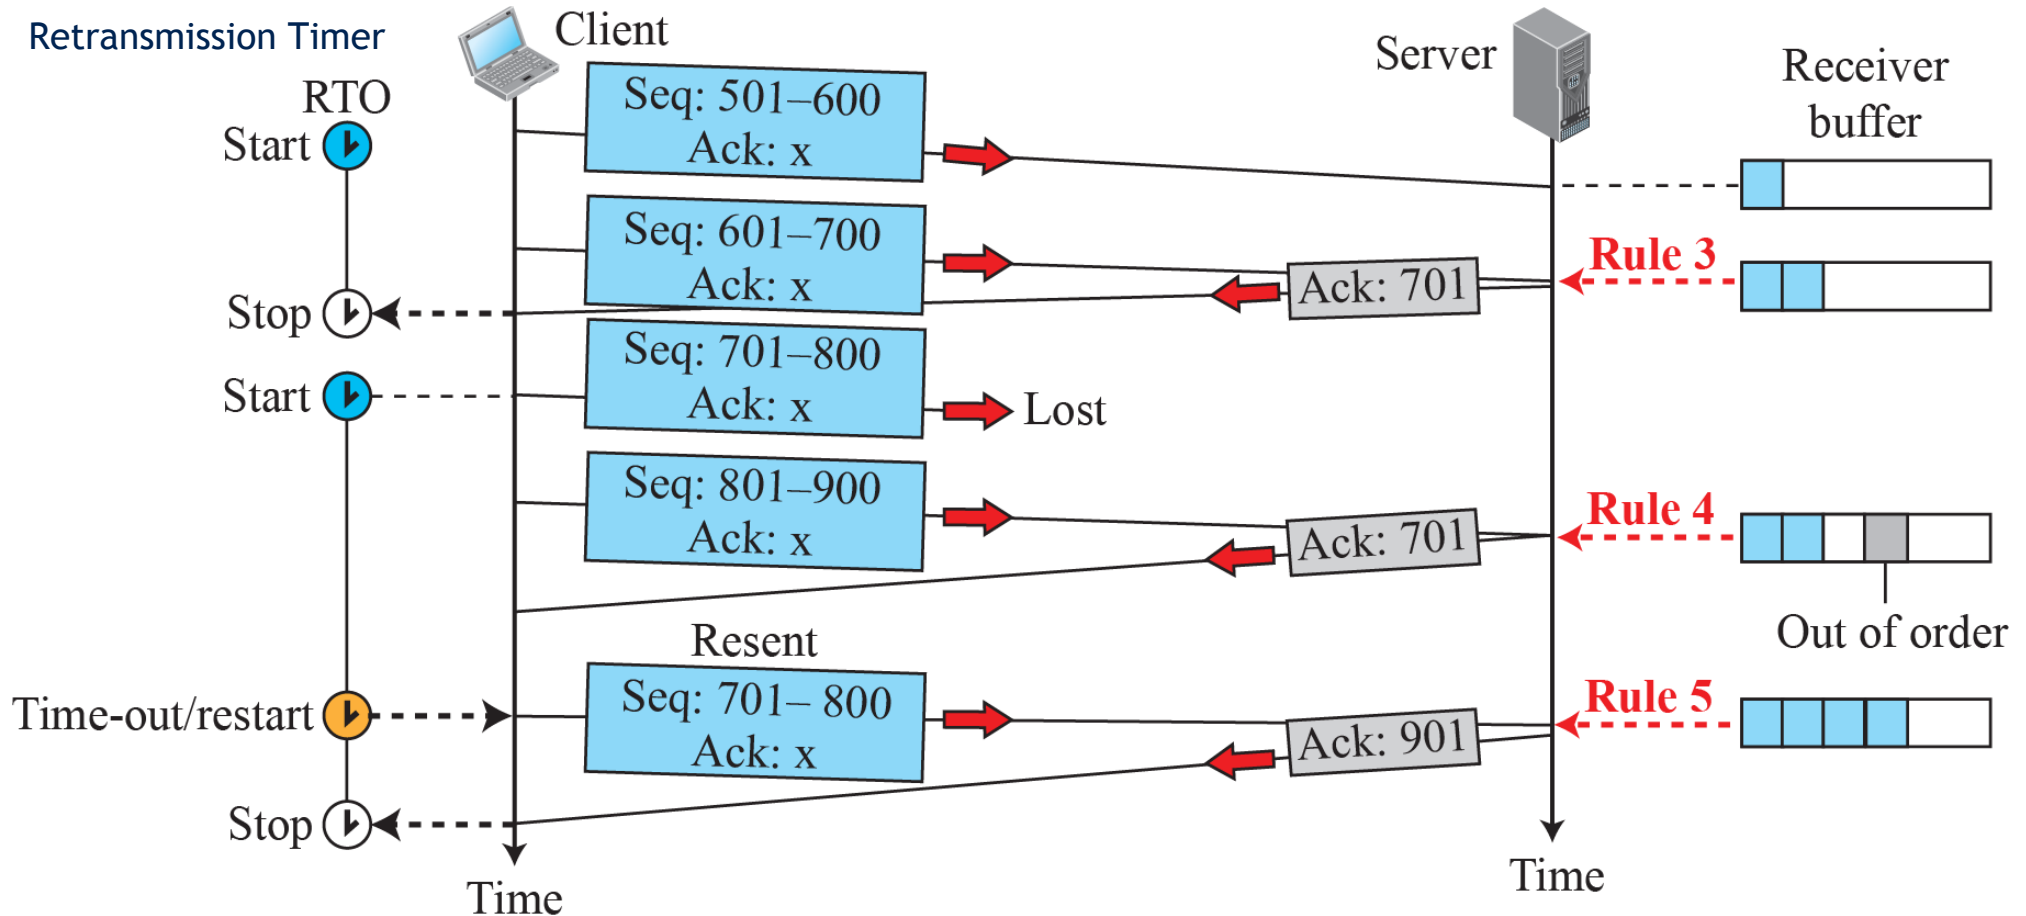 Retransmission Timer
Client
Server
Receiver
buffer
RTO
Start
Seq: 501–600
Ack: x
Seq: 601–700
Ack: x
Rule 3
Ack: 701
Stop
Seq: 701–800
Ack: x
Start
Lost
Seq: 801–900
Ack: x
Rule 4
Ack: 701
Out of order
Resent
Seq: 701– 800
Ack: x
Rule 5
Time-out/restart
Ack: 901
Stop
Time
Time